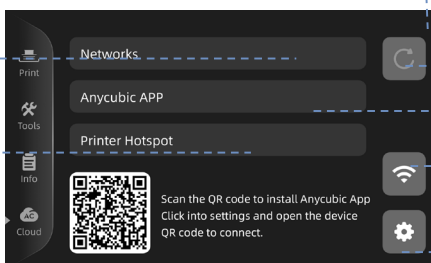 Networks
Print
Anycubic APP
Tools
Printer Hotspot
Info
Scan the QR code to install Anycubic App
Click into settings and open the device
QR code to connect.
AC
Cloud